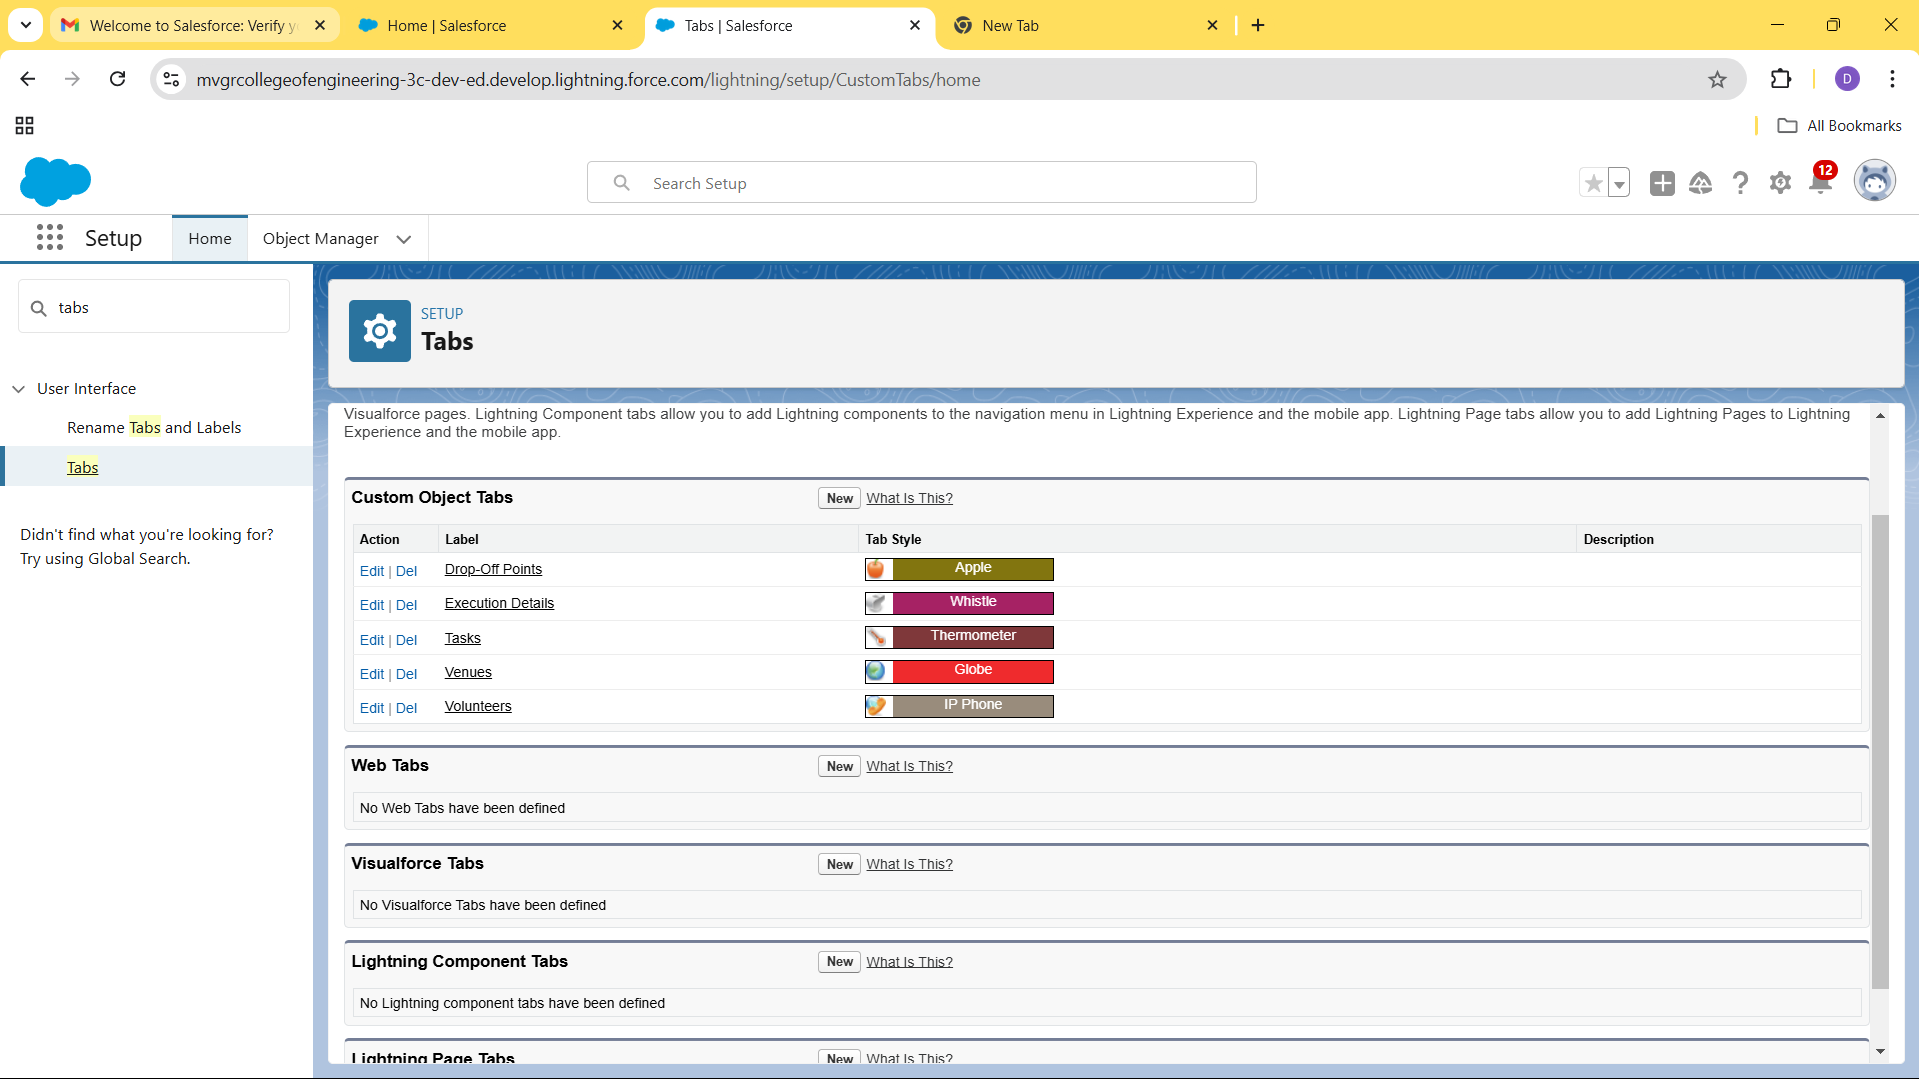 Welcome to Salesforce: Verify y
Home | Salesforce
Tabs | Salesforce
New Tab
mvgrcollegeofengineering-3c-dev-ed.develop.lightning.force.com/lightning/setup/CustomTabs/home
D
All Bookmarks
Search Setup
12
Setup
Home
Object Manager
tabs
User Interface
Rename Tabs and Labels
Tabs
Didn't find what you're looking for?
Try using Global Search.
SETUP
Tabs
Visualforce pages. Lightning Component tabs allow you to add Lightning components to the navigation menu in Lightning Experience and the mobile app. Lightning Page tabs allow you to add Lightning Pages to Lightning
Experience and the mobile app.
Custom Object Tabs New What Is This?
Action Label Tab Style Description
Edit | Del Drop-Off Points Apple
Edit | Del Execution Details Whistle
Edit | Del Tasks Thermometer
Edit | Del Venues Globe
Edit | Del Volunteers IP Phone
Web Tabs New What Is This?
No Web Tabs have been defined
Visualforce Tabs New What Is This?
No Visualforce Tabs have been defined
Lightning Component Tabs New What Is This?
No Lightning component tabs have been defined
Lightning Page Tabs New What Is This?